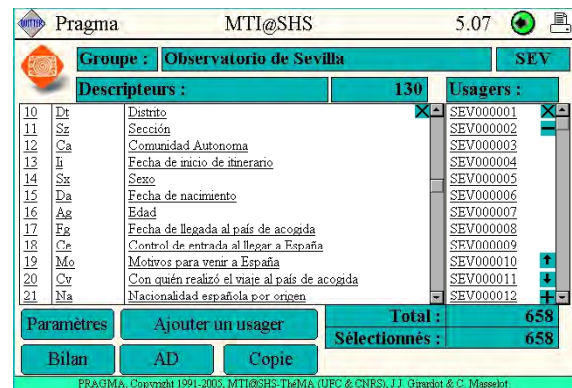 WITTER Pragma MTI@SHS 5.07
Groupe : Observatorio de Sevilla SEV
Descripteurs : 130 Usagers :
10 Dt Distrito SEV000001
11 Sz Sección SEV000002
12 Ca Comunidad Autonoma SEV000003
13 Ii Fecha de inicio de itinerario SEV000004
14 Sx Sexo SEV000005
15 Da Fecha de nacimiento SEV000006
16 Ag Edad SEV000007
17 Fg Fecha de llegada al país de acogida SEV000008
18 Ce Control de entrada al llegar a España SEV000009
19 Mo Motivos para venir a España SEV000010
20 Cv Con quién realizó el viaje al país de acogida SEV000011
21 Na Nacionalidad española por origen SEV000012
Paramètres Ajouter un usager Total : 658
Sélectionnés : 658
Bilan AD Copie
PRAGMA, Copyright 1991-2005, MTI@SHS-ThéMA (UFC & CNRS), J.J. Girardot & C. Masselot